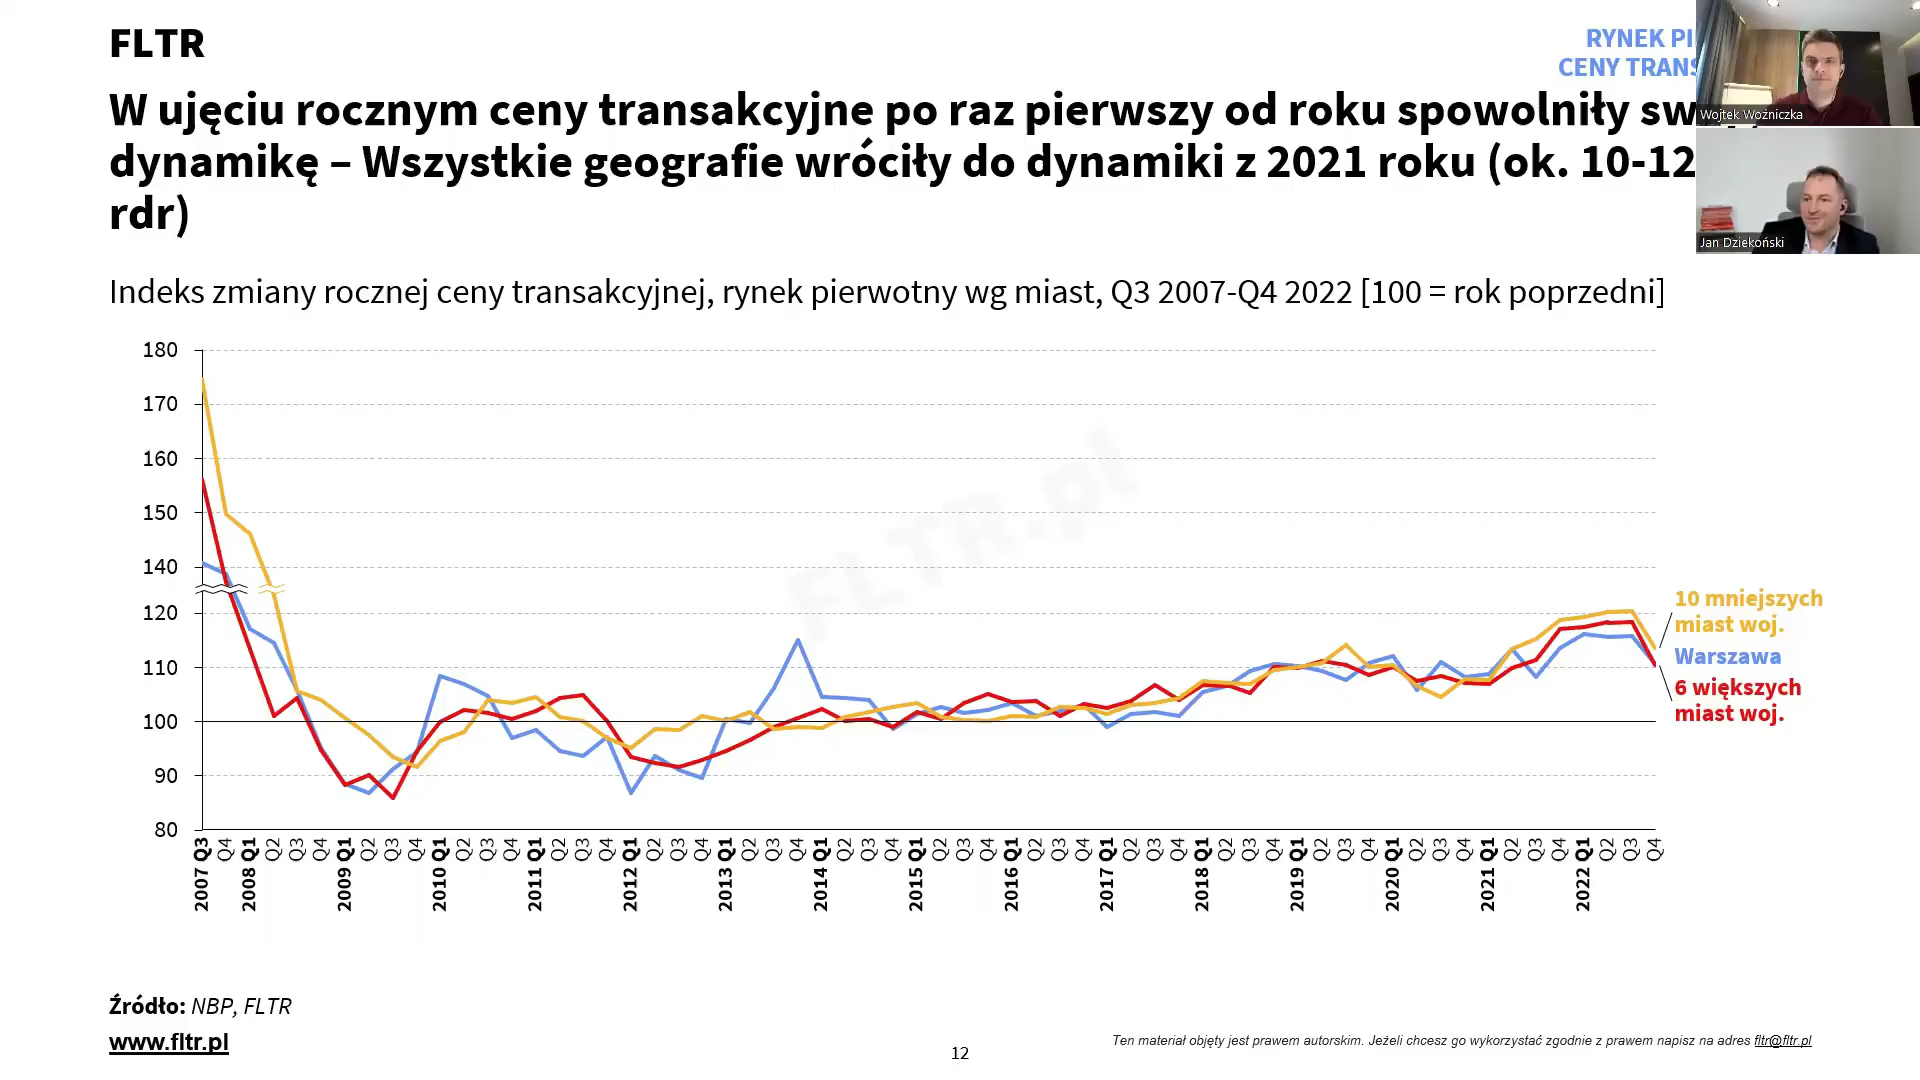 FLTR
RYNEK
CENY
W ujęciu rocznym ceny transakcyjne po raz pierwszy od roku spowolniły
dynamikę – Wszystkie geografie wróciły do dynamiki z 2021 roku (ok. 10-12
rdr)
Wojtek Woźniczka
Jan Dziekoński
Indeks zmiany rocznej ceny transakcyjnej, rynek pierwotny wg miast, Q3 2007-Q4 2022 [100 = rok poprzedni]
180
170
160
150
140
120
110
100
90
80
FLTR.pl
10 mniejszych
miast woj.
Warszawa
6 większych
miast woj.
2007 Q3 Q4 2008 Q1 Q2 Q3 Q4 2009 Q1 Q2 Q3 Q4 2010 Q1 Q2 Q3 Q4 2011 Q1 Q2 Q3 Q4 2012 Q1 Q2 Q3 Q4 2013 Q1 Q2 Q3 Q4 2014 Q1 Q2 Q3 Q4 2015 Q1 Q2 Q3 Q4 2016 Q1 Q2 Q3 Q4 2017 Q1 Q2 Q3 Q4 2018 Q1 Q2 Q3 Q4 2019 Q1 Q2 Q3 Q4 2020 Q1 Q2 Q3 Q4 2021 Q1 Q2 Q3 Q4 2022 Q1 Q2 Q3 Q4
Źródło: NBP, FLTR
www.fltr.pl
12
Ten materiał objęty jest prawem autorskim. Jeżeli chcesz go wykorzystać zgodnie z prawem napisz na adres fltr@fltr.pl